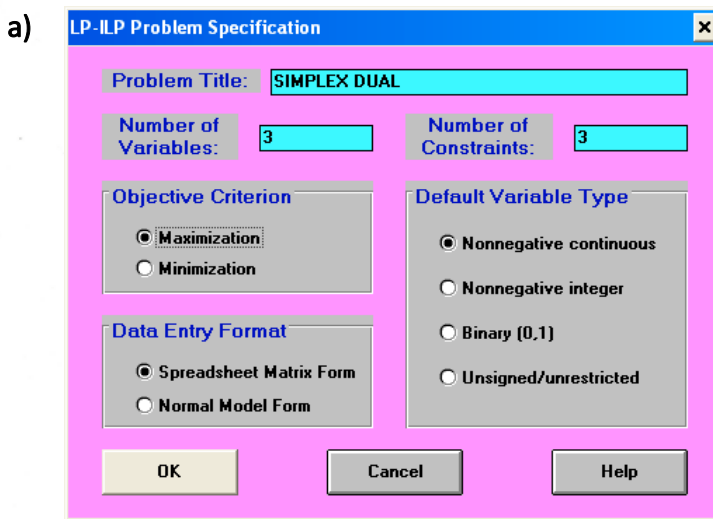 a)
LP-ILP Problem Specification
Problem Title: SIMPLEX DUAL
Number of Variables: 3
Number of Constraints: 3
Objective Criterion
Maximization
Minimization
Default Variable Type
Nonnegative continuous
Nonnegative integer
Binary (0,1)
Unsigned/unrestricted
Data Entry Format
Spreadsheet Matrix Form
Normal Model Form
OK
Cancel
Help